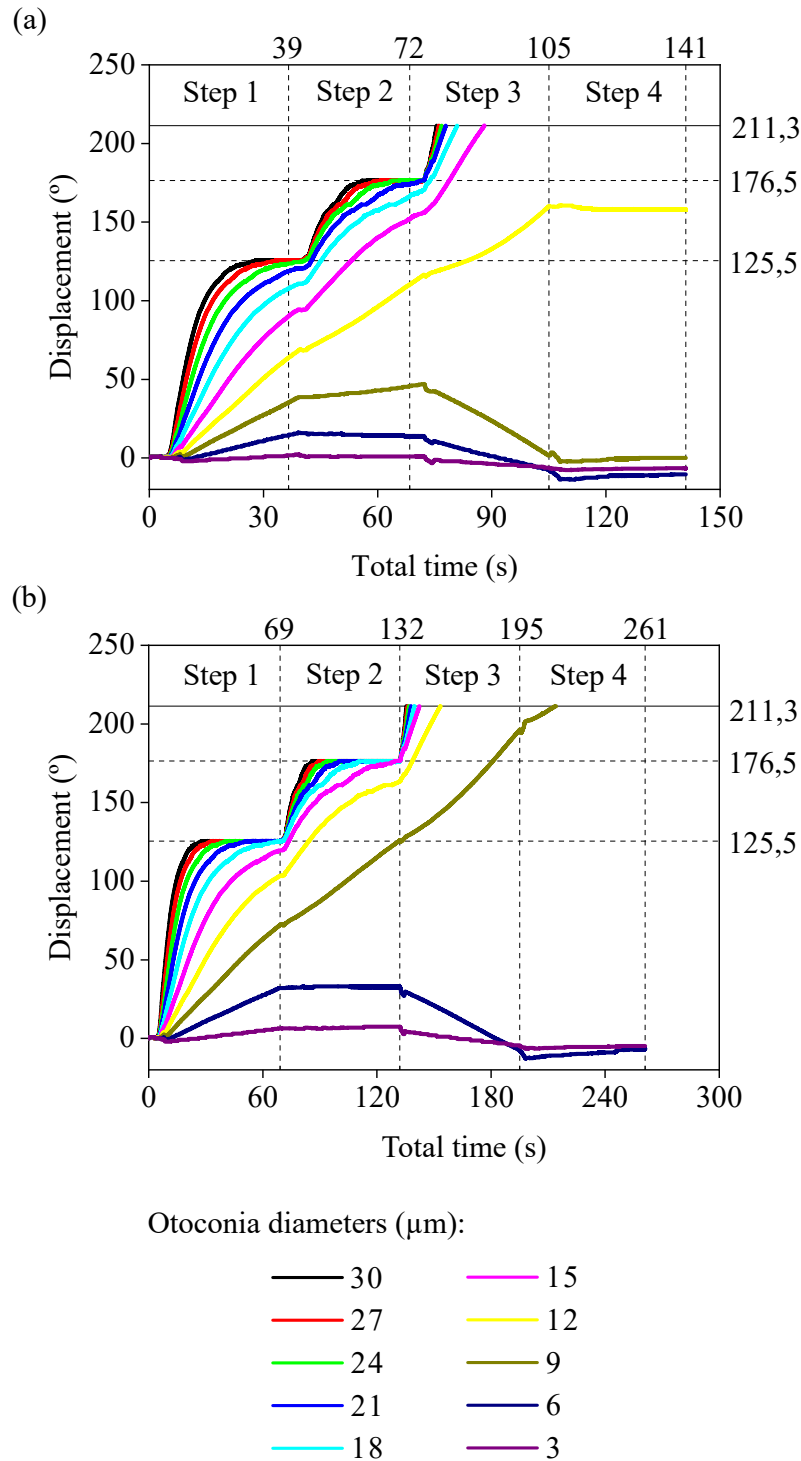 (a)
39 72 105 141
250
Step 1 Step 2 Step 3 Step 4
211,3
200
176,5
150
125,5
100
50
0
Displacement (º)
0 30 60 90 120 150
Total time (s)
(b)
69 132 195 261
250
Step 1 Step 2 Step 3 Step 4
211,3
200
176,5
150
125,5
100
50
0
Displacement (º)
0 60 120 180 240 300
Total time (s)
Otoconia diameters (µm):
30 15
27 12
24 9
21 6
18 3